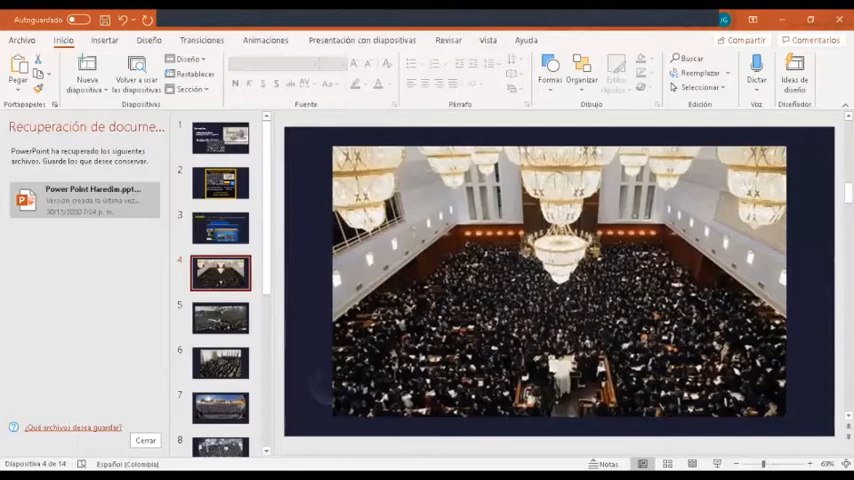 Autoguardado
JG
Archivo Inicio Insertar Diseño Transiciones Animaciones Presentación con diapositivas Revisar Vista Ayuda Compartir Comentarios
Pegar
Nueva diapositiva
Volver a usar las diapositivas
Diseño
Restablecer
Sección
Formas
Organizar
Estilos rápidos
Buscar
Reemplazar
Seleccionar
Dictar
Ideas de diseño
Portapapeles Diapositivas Fuente Párrafo Dibujo Edición Voz Diseñador
Recuperación de docume...
PowerPoint ha recuperado los siguientes
archivos. Guarde los que desee conservar.
Power Point Haredim.ppt...
Versión creada la última vez...
30/11/2020 7:24 p. m.
1
2
3
4
5
6
7
8
¿Qué archivos desea guardar?
Cerrar
Diapositiva 4 de 14 Español (Colombia) Notas 69%